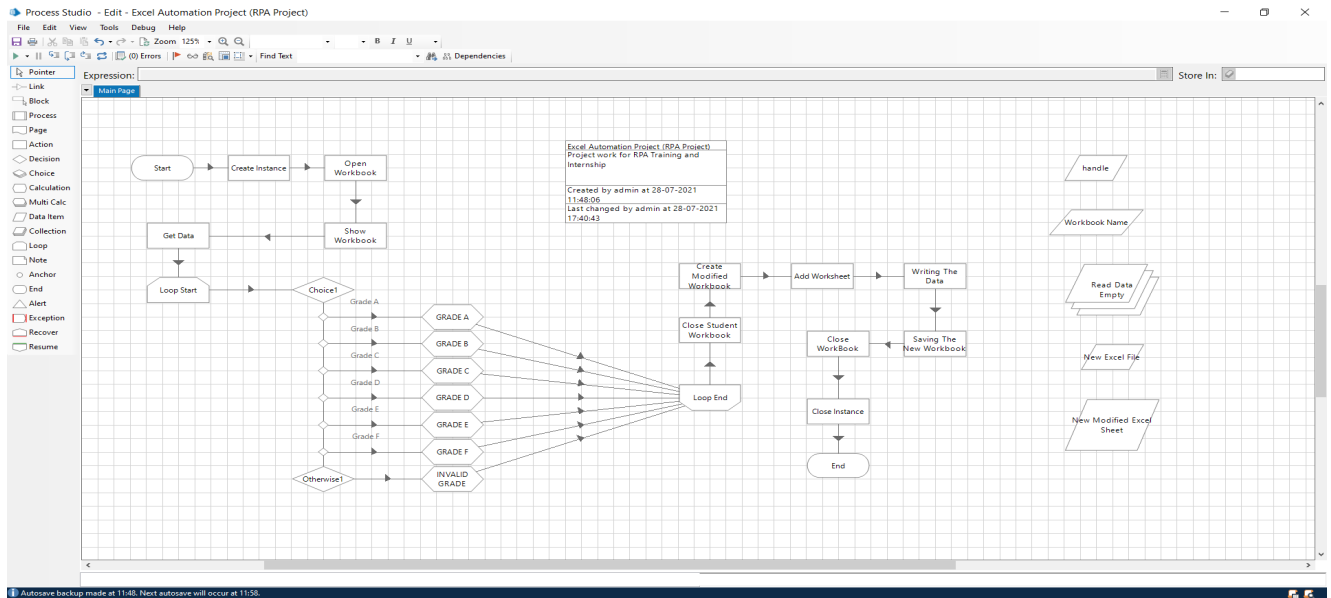 Process Studio - Edit - Excel Automation Project (RPA Project)
File Edit View Tools Debug Help
Zoom 125% B I U
(0) Errors Find Text Dependencies
Expression: Store In:
Main Page
Pointer
Link
Block
Process
Page
Action
Decision
Choice
Calculation
Multi Calc
Data Item
Collection
Loop
Note
Anchor
End
Alert
Exception
Recover
Resume
Start
Create Instance
Open
Workbook
Show
Workbook
Get Data
Loop Start
Choice1
Grade A
Grade B
Grade C
Grade D
Grade E
Grade F
Otherwise1
GRADE A
GRADE B
GRADE C
GRADE D
GRADE E
GRADE F
INVALID
GRADE
Excel Automation Project (RPA Project)
Project work for RPA Training and
Internship
Created by admin at 28-07-2021
11:48:06
Last changed by admin at 28-07-2021
17:40:43
Loop End
Close Student
Workbook
Create
Modified
Workbook
Add Worksheet
Writing The
Data
Saving The
New Workbook
Close
WorkBook
Close Instance
End
handle
Workbook Name
Read Data
Empty
New Excel File
New Modified Excel
Sheet
Autosave backup made at 11:48. Next autosave will occur at 11:58.